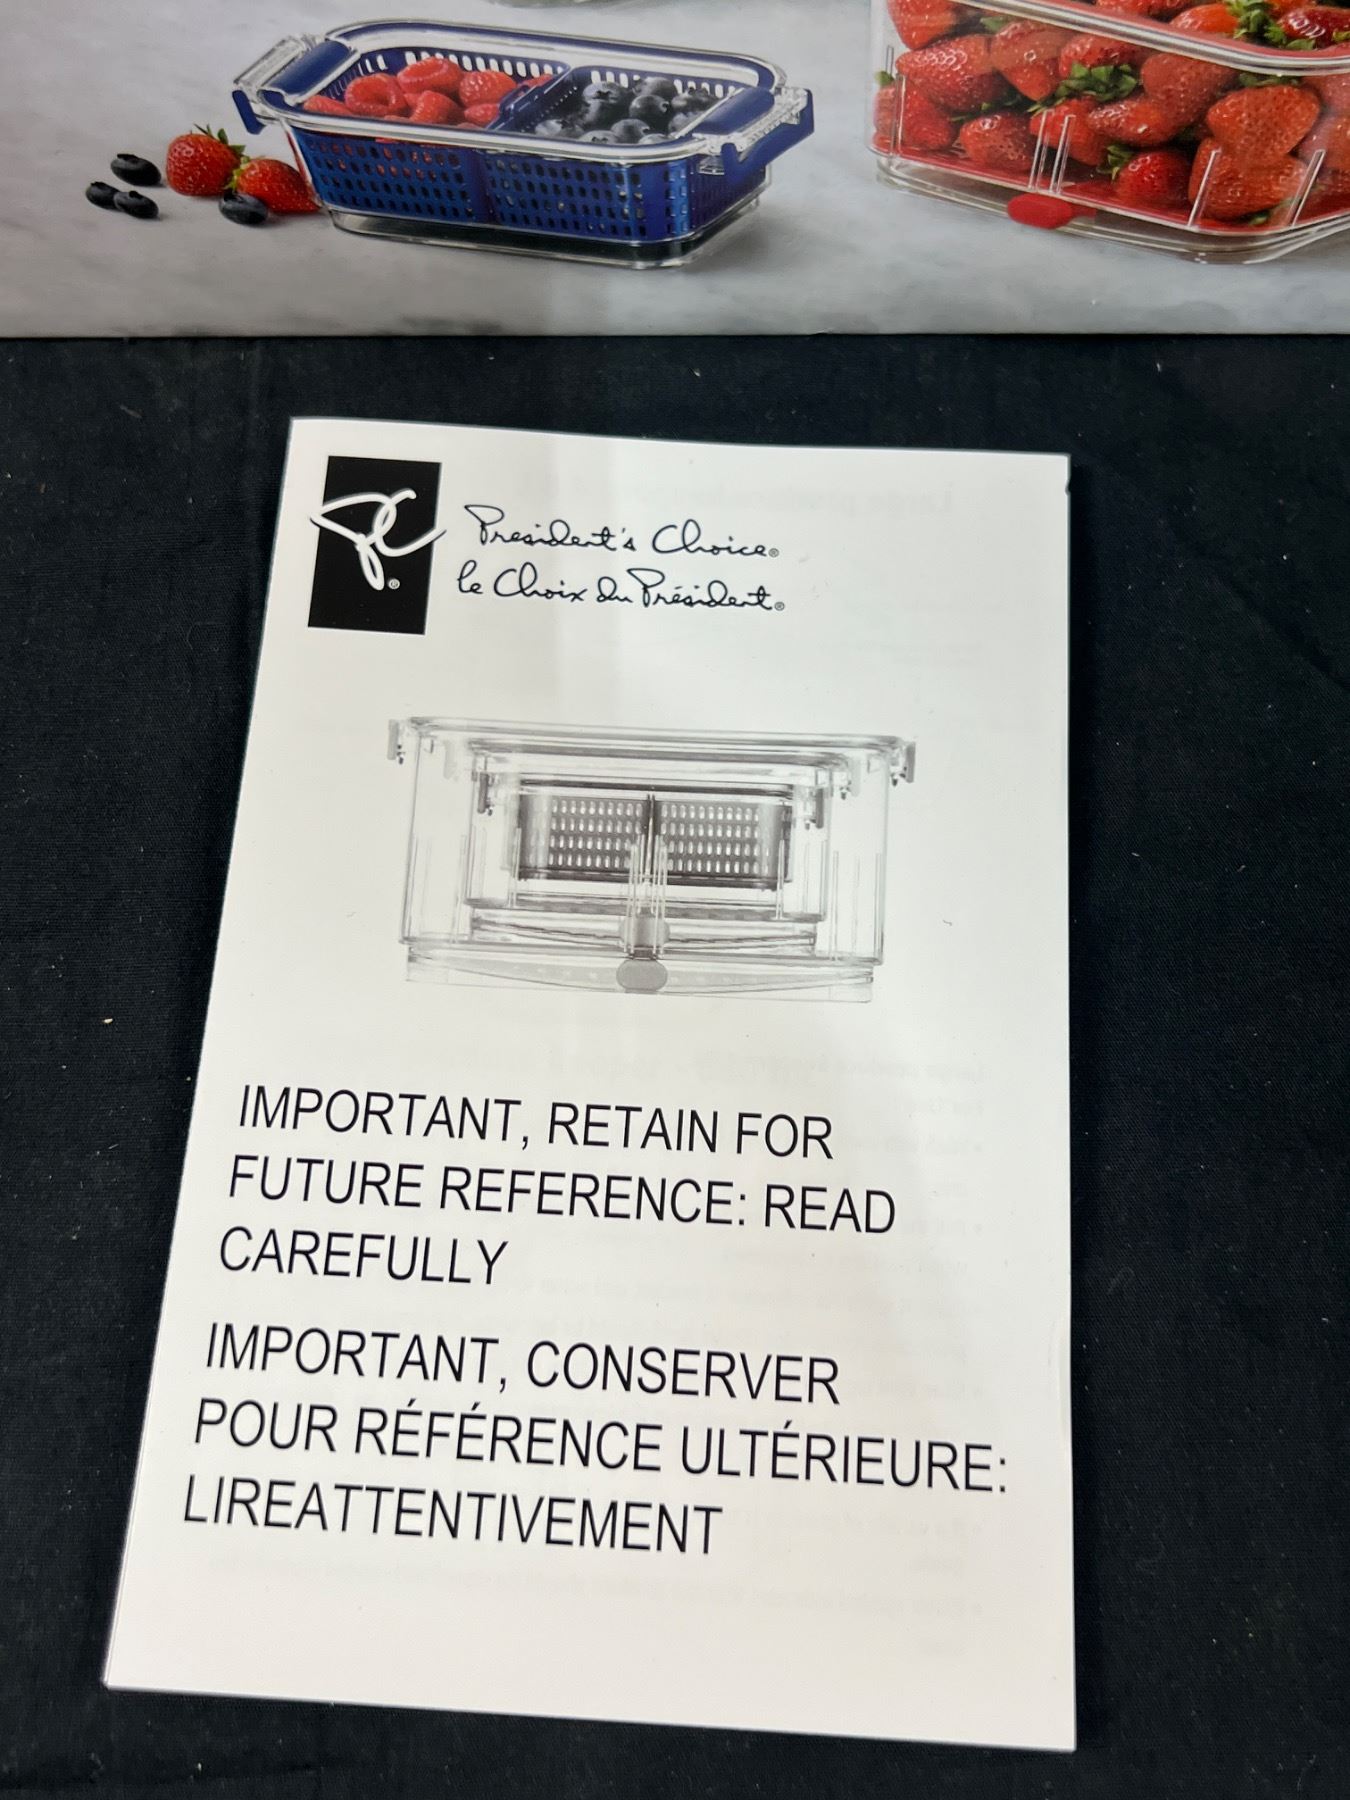 President's Choice®
le Choix du Président®
IMPORTANT, RETAIN FOR
FUTURE REFERENCE: READ
CAREFULLY
IMPORTANT, CONSERVER
POUR RÉFÉRENCE ULTÉRIEURE:
LIREATTENTIVEMENT